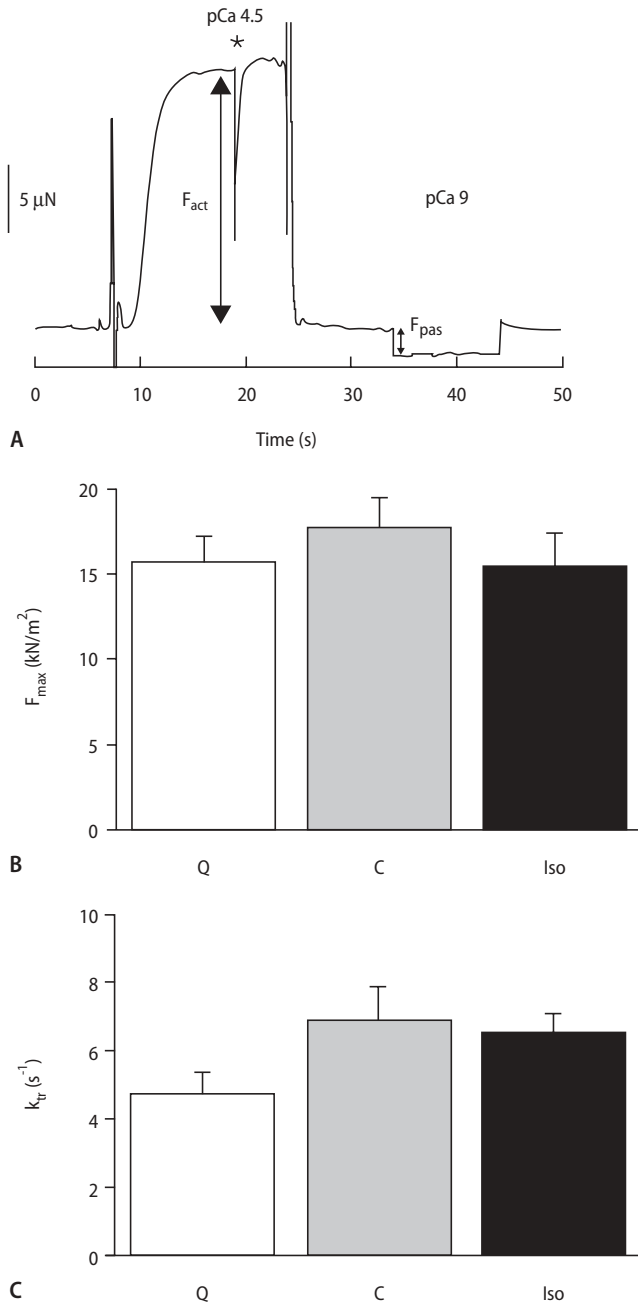 pCa 4.5
*
5 μN
F_act
pCa 9
F_pas
0 10 20 30 40 50
A Time (s)
20
15
10
5
0
F_max (kN/m²)
B Q C Iso
10
8
6
4
2
0
k_tr (s⁻¹)
C Q C Iso